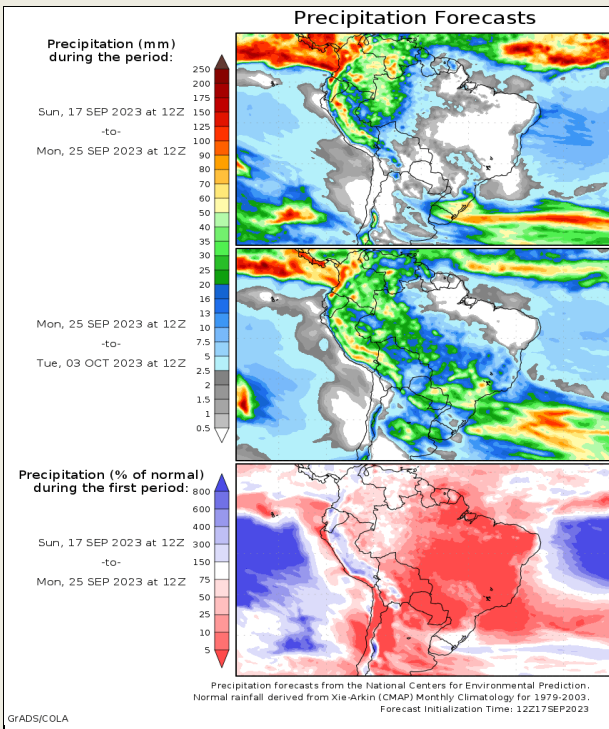 Precipitation Forecasts
Precipitation (mm)
during the period:
Sun, 17 SEP 2023 at 12Z
-to-
Mon, 25 SEP 2023 at 12Z
250
200
175
150
125
100
90
80
70
60
50
40
35
30
25
20
16
13
10
7.5
5
2.5
2
1.5
1
0.5
Mon, 25 SEP 2023 at 12Z
-to-
Tue, 03 OCT 2023 at 12Z
Precipitation (% of normal)
during the first period:
Sun, 17 SEP 2023 at 12Z
-to-
Mon, 25 SEP 2023 at 12Z
800
600
400
300
150
75
50
25
10
5
Precipitation forecasts from the National Centers for Environmental Prediction.
Normal rainfall derived from Xie-Arkin (CMAP) Monthly Climatology for 1979-2003.
Forecast Initialization Time: 12Z17SEP2023
GrADS/COLA